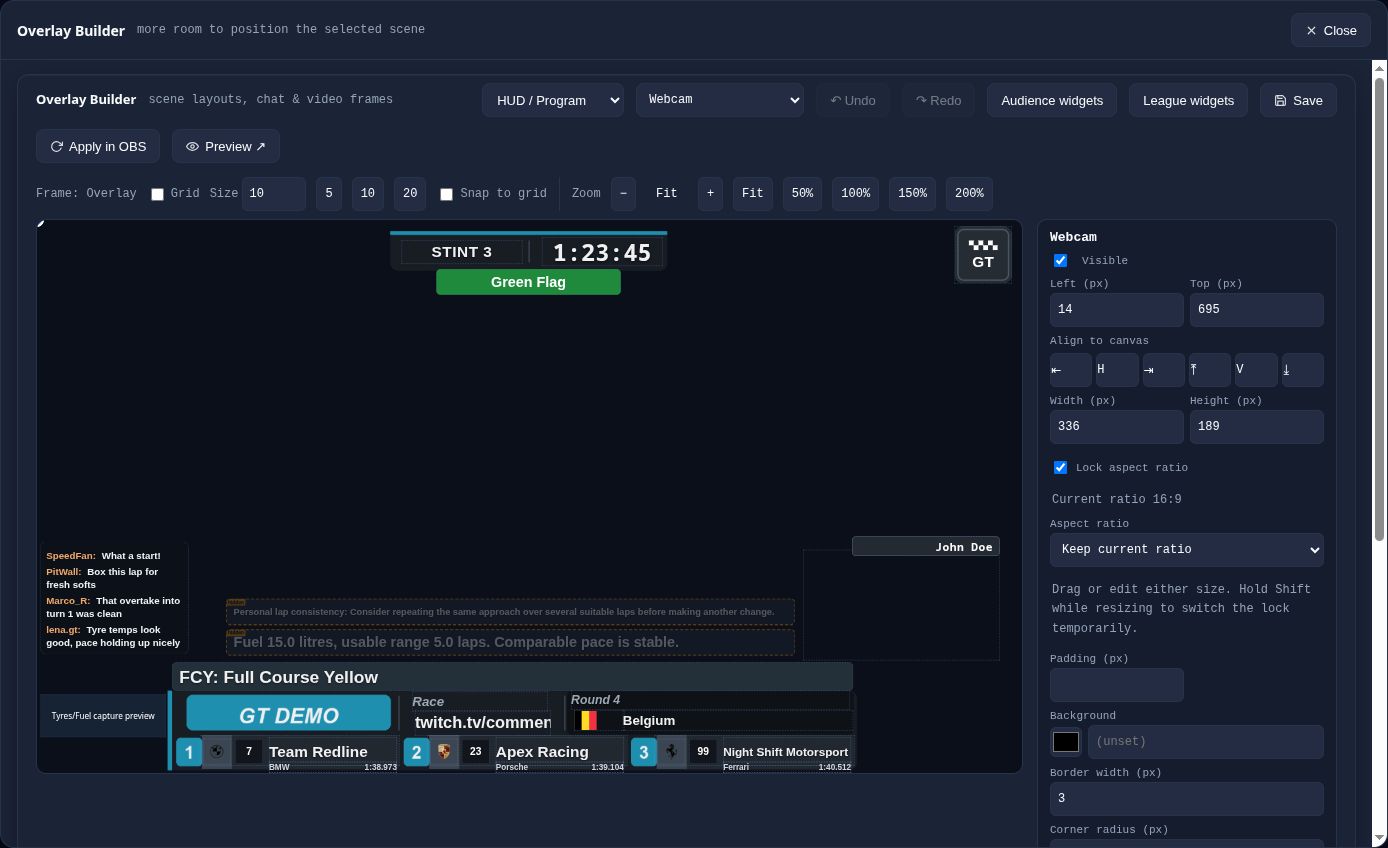 Overlay Builder more room to position the selected scene
✕ Close
Overlay Builder scene layouts, chat & video frames
HUD / Program
Webcam
↶ Undo
↷ Redo
Audience widgets
League widgets
Save
Apply in OBS
Preview ↗
Frame: Overlay
Grid Size 10
5
10
20
Snap to grid
Zoom
−
Fit
+
Fit
50%
100%
150%
200%
STINT 3
1:23:45
Green Flag
GT
SpeedFan: What a start!
PitWall: Box this lap for
fresh softs
Marco_R: That overtake into
turn 1 was clean
lena.gt: Tyre temps look
good, pace holding up nicely
John Doe
Personal lap consistency: Consider repeating the same approach over several suitable laps before making another change.
Fuel 15.0 litres, usable range 5.0 laps. Comparable pace is stable.
FCY: Full Course Yellow
Tyres/Fuel capture preview
GT DEMO
Race
twitch.tv/commen
Round 4
Belgium
1
7
Team Redline
BMW 1:38.973
2
23
Apex Racing
Porsche 1:39.104
3
99
Night Shift Motorsport
Ferrari 1:40.512
Webcam
Visible
Left (px) Top (px)
14 695
Align to canvas
⇤ H ⇥ ⤒ V ⤓
Width (px) Height (px)
336 189
Lock aspect ratio
Current ratio 16:9
Aspect ratio
Keep current ratio
Drag or edit either size. Hold Shift
while resizing to switch the lock
temporarily.
Padding (px)
Background
(unset)
Border width (px)
3
Corner radius (px)